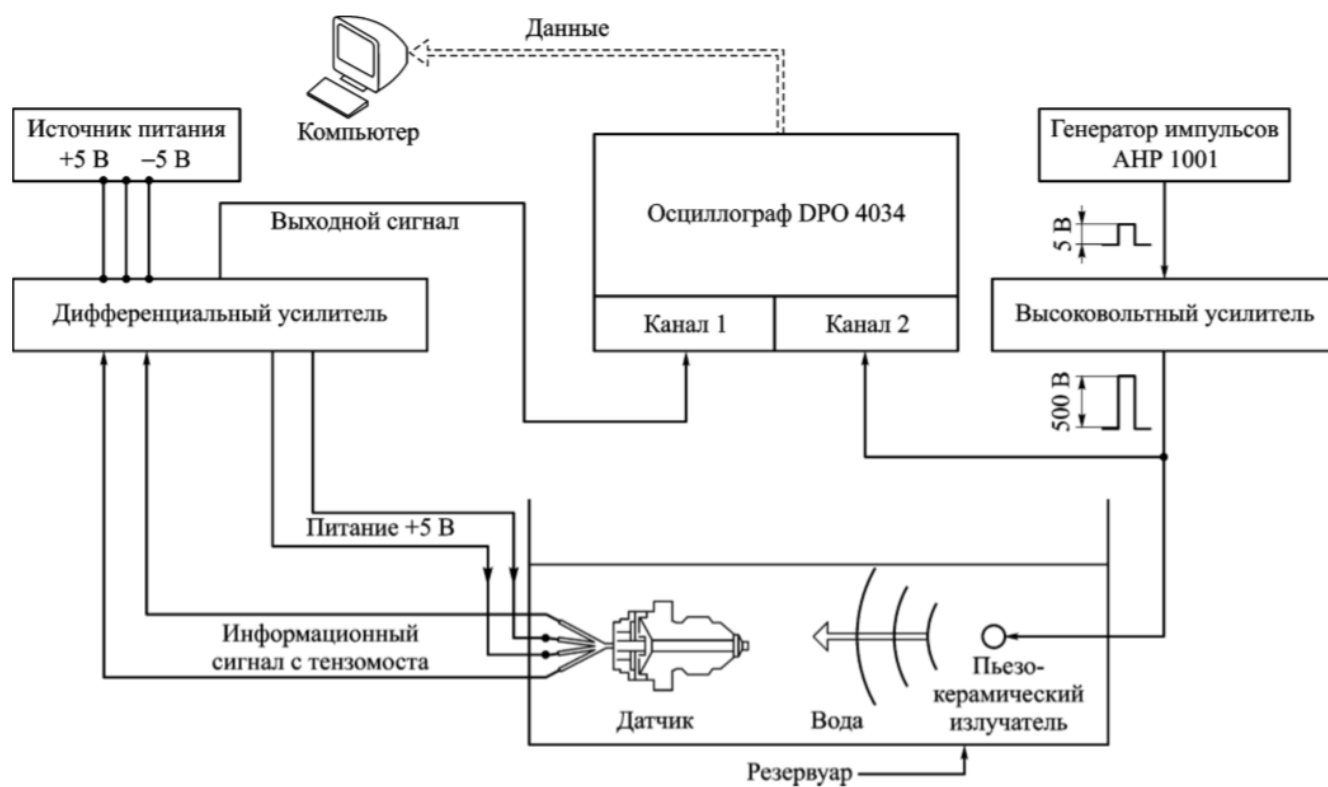 Данные
Компьютер
Источник питания
+5 В –5 В
Генератор импульсов
АНР 1001
Выходной сигнал
Осциллограф DPO 4034
5 В
Дифференциальный усилитель
Канал 1
Канал 2
Высоковольтный усилитель
500 В
Питание +5 В
Информационный
сигнал с тензомоста
Датчик
Вода
Пьезо-
керамический
излучатель
Резервуар